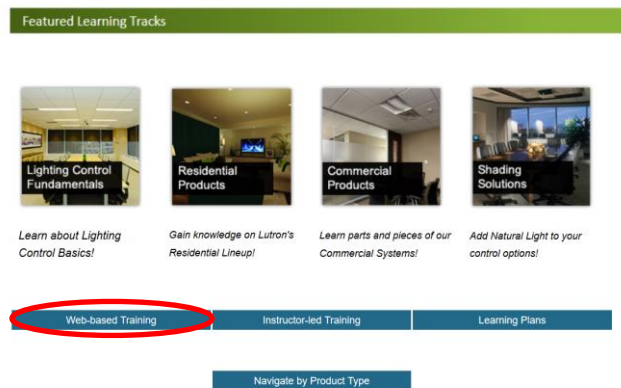 Featured Learning Tracks
Lighting Control
Fundamentals
Residential
Products
Commercial
Products
Shading
Solutions
Learn about Lighting
Control Basics!
Gain knowledge on Lutron's
Residential Lineup!
Learn parts and pieces of our
Commercial Systems!
Add Natural Light to your
control options!
Web-based Training
Instructor-led Training
Learning Plans
Navigate by Product Type